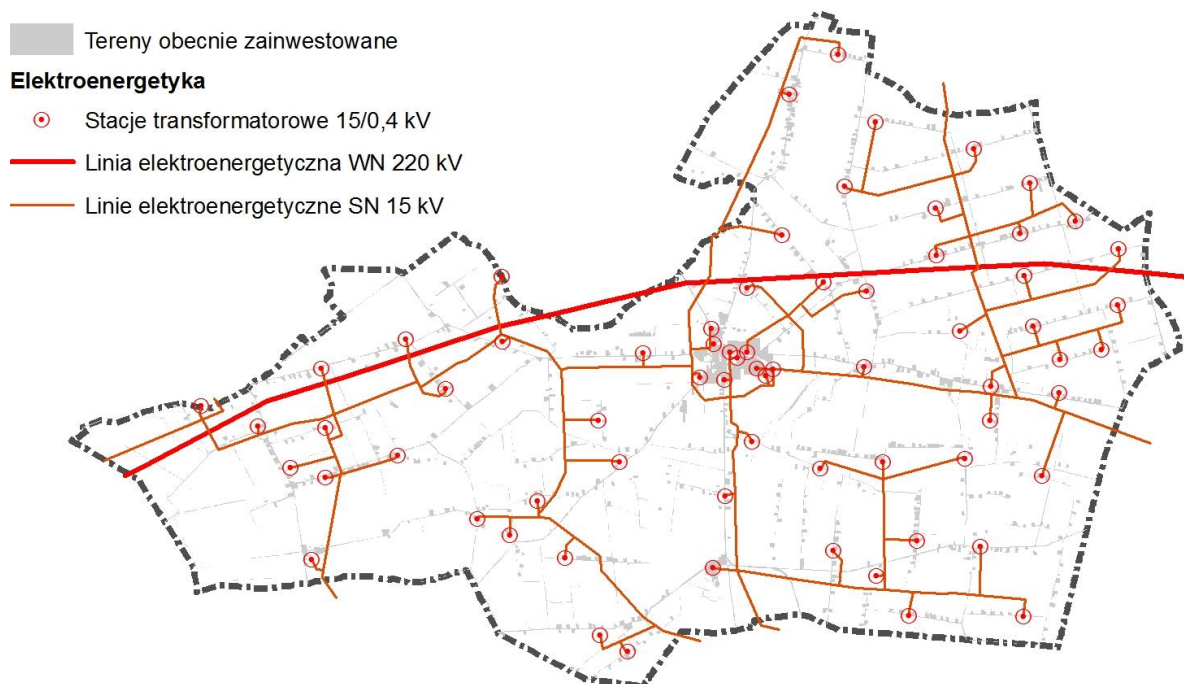 Tereny obecnie zainwestowane
Elektroenergetyka
Stacje transformatorowe 15/0,4 kV
Linia elektroenergetyczna WN 220 kV
Linie elektroenergetyczne SN 15 kV